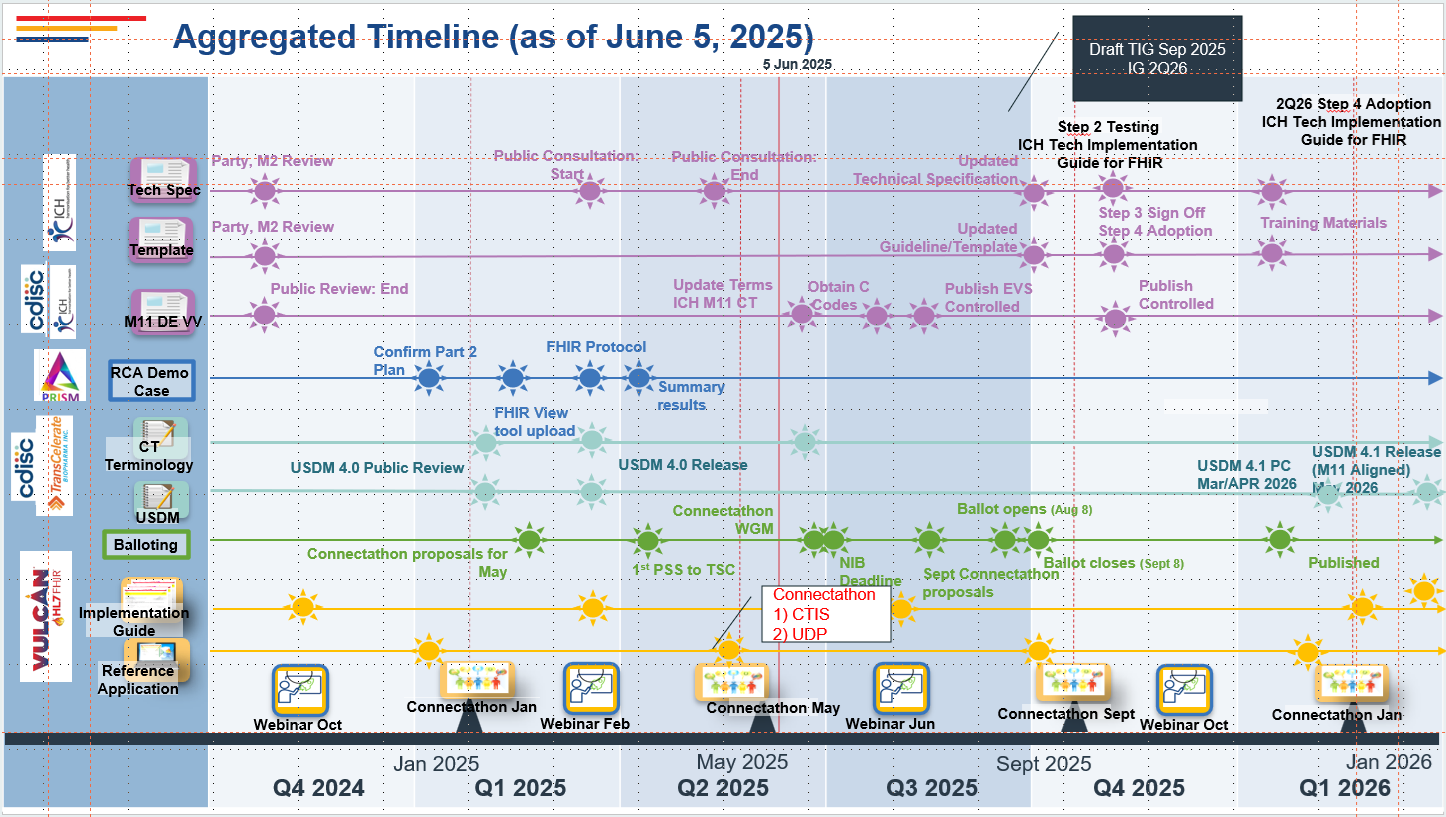 Aggregated Timeline (as of June 5, 2025)
5 Jun 2025
Draft TIG Sep 2025
IG 2Q26
Step 2 Testing
ICH Tech Implementation
Guide for FHIR
2Q26 Step 4 Adoption
ICH Tech Implementation
Guide for FHIR
ICH
Tech Spec
Party, M2 Review
Public Consultation:
Start
Public Consultation:
End
Updated
Technical Specification
Template
Party, M2 Review
Updated
Guideline/Template
Step 3 Sign Off
Step 4 Adoption
Training Materials
cdisc
ICH
M11 DE VV
Public Review: End
Update Terms
ICH M11 CT
Obtain C
Codes
Publish EVS
Controlled
Publish
Controlled
PRISM
RCA Demo
Case
Confirm Part 2
Plan
FHIR Protocol
Summary
results
FHIR View
tool upload
cdisc
TransCelerate
BIOPHARMA INC.
CT
Terminology
USDM
USDM 4.0 Public Review
USDM 4.0 Release
USDM 4.1 PC
Mar/APR 2026
USDM 4.1 Release
(M11 Aligned)
2026
Balloting
Connectathon proposals for
May
1st PSS to TSC
Connectathon
WGM
NIB
Deadline
Sept Connectathon
proposals
Ballot opens (Aug 8)
Ballot closes (Sept 8)
Published
VULCAN
HL7 FHIR
Implementation
Guide
Connectathon
1) CTIS
2) UDP
Reference
Application
Webinar Oct
Connectathon Jan
Webinar Feb
Connectathon May
Webinar Jun
Connectathon Sept
Webinar Oct
Connectathon Jan
Jan 2025
May 2025
Sept 2025
Jan 2026
Q4 2024
Q1 2025
Q2 2025
Q3 2025
Q4 2025
Q1 2026